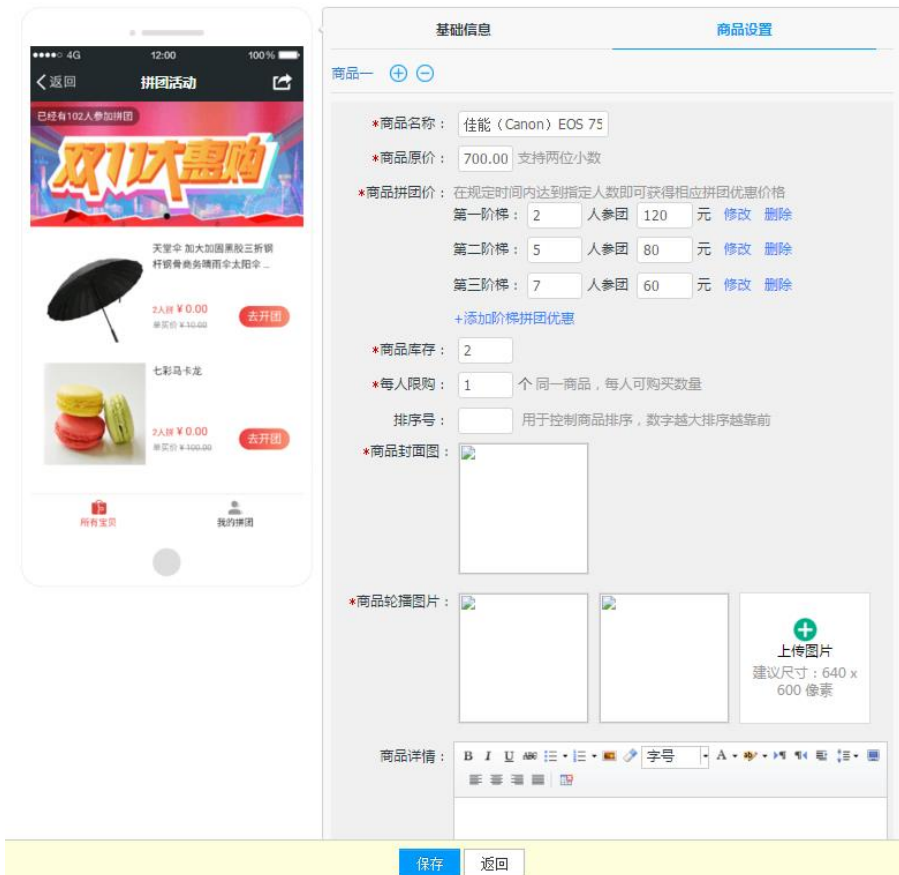 4G 12:00 100%
返回 拼团活动
已经有102人参加拼团
双11大惠购
天堂伞 加大加固黑胶三折钢
杆钢骨商务晴雨伞太阳伞 ...
2人拼 ¥ 0.00
单买价 ¥ 10.00
去开团
七彩马卡龙
2人拼 ¥ 0.00
单买价 ¥ 100.00
去开团
所有宝贝 我的拼团
基础信息 商品设置
商品一
*商品名称： 佳能（Canon）EOS 75
*商品原价： 700.00 支持两位小数
*商品拼团价： 在规定时间内达到指定人数即可获得相应拼团优惠价格
第一阶梯： 2 人参团 120 元 修改 删除
第二阶梯： 5 人参团 80 元 修改 删除
第三阶梯： 7 人参团 60 元 修改 删除
+添加阶梯拼团优惠
*商品库存： 2
*每人限购： 1 个 同一商品，每人可购买数量
排序号： 用于控制商品排序，数字越大排序越靠前
*商品封面图：
*商品轮播图片：
上传图片
建议尺寸：640 x
600 像素
商品详情： B I U ABC 字号 A
保存 返回